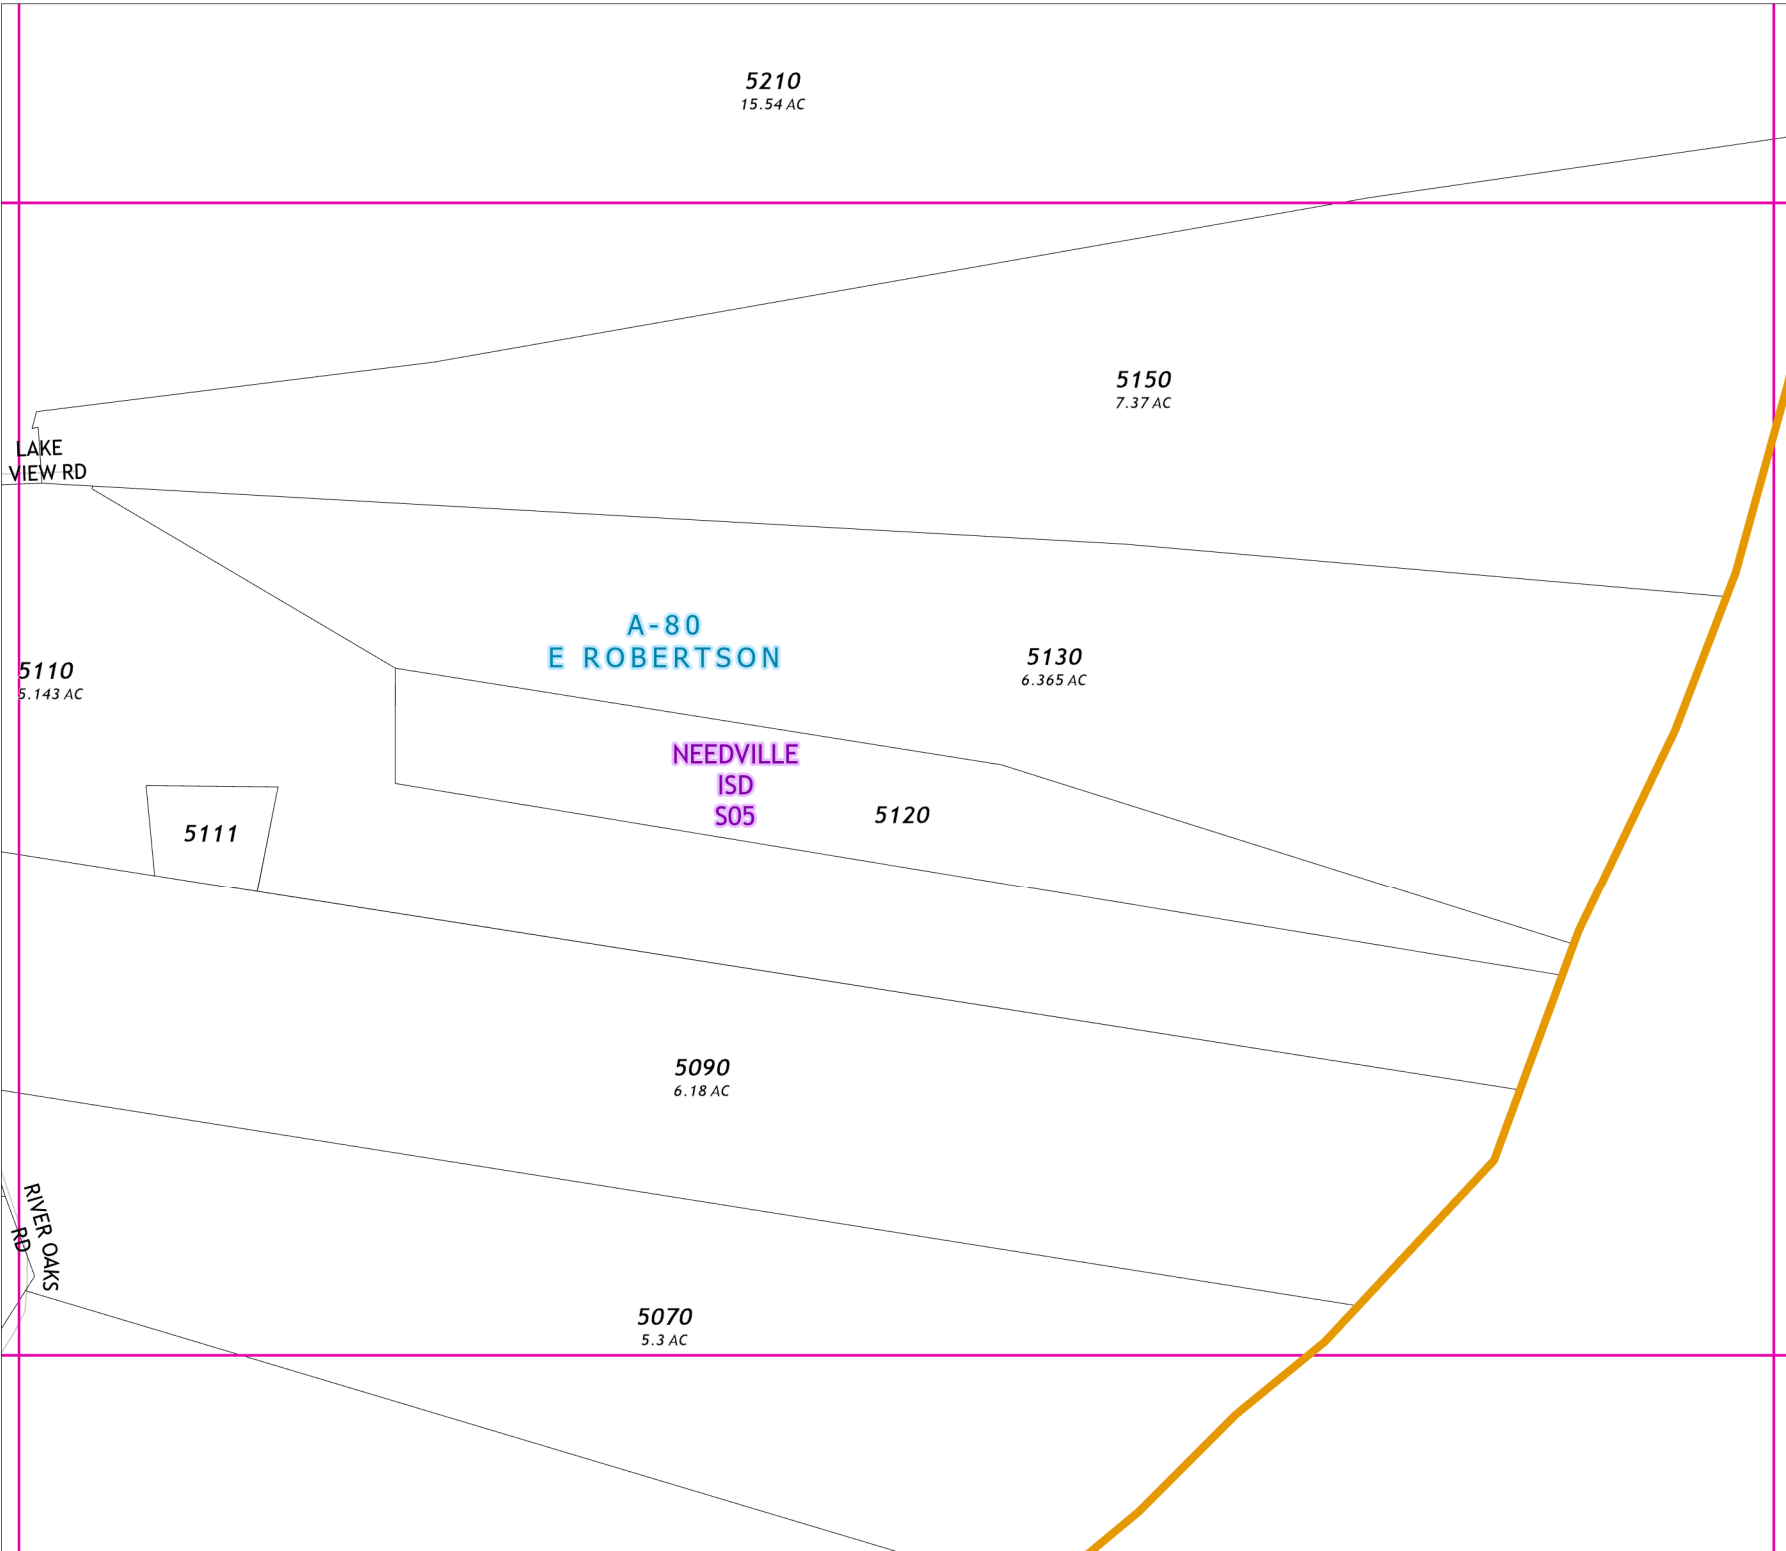 5210
15.54 AC
5150
7.37 AC
LAKE
VIEW RD
A-80
E ROBERTSON
5130
6.365 AC
5110
5.143 AC
NEEDVILLE
ISD
S05
5120
5111
5090
6.18 AC
RIVER OAKS
RD
5070
5.3 AC